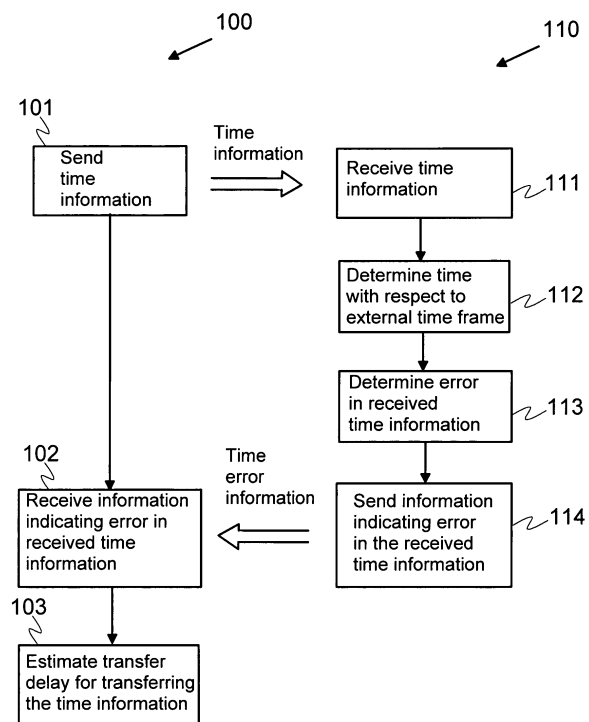 100
110
101
Send
time
information
Time
information
Receive time
information
111
Determine time
with respect to
external time frame
112
Determine error
in received
time information
113
102
Receive information
indicating error in
received time
information
Time
error
information
Send information
indicating error
in the received
time information
114
103
Estimate transfer
delay for transferring
the time information